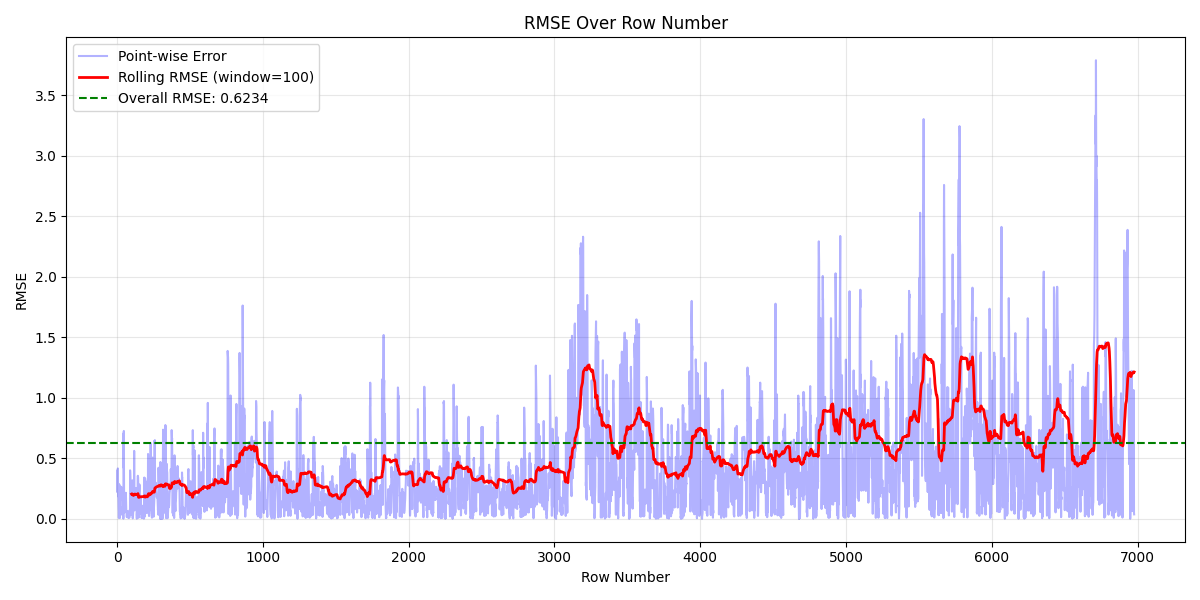 RMSE Over Row Number
Point-wise Error
Rolling RMSE (window=100)
Overall RMSE: 0.6234
3.5
3.0
2.5
2.0
1.5
1.0
0.5
0.0
RMSE
0 1000 2000 3000 4000 5000 6000 7000
Row Number